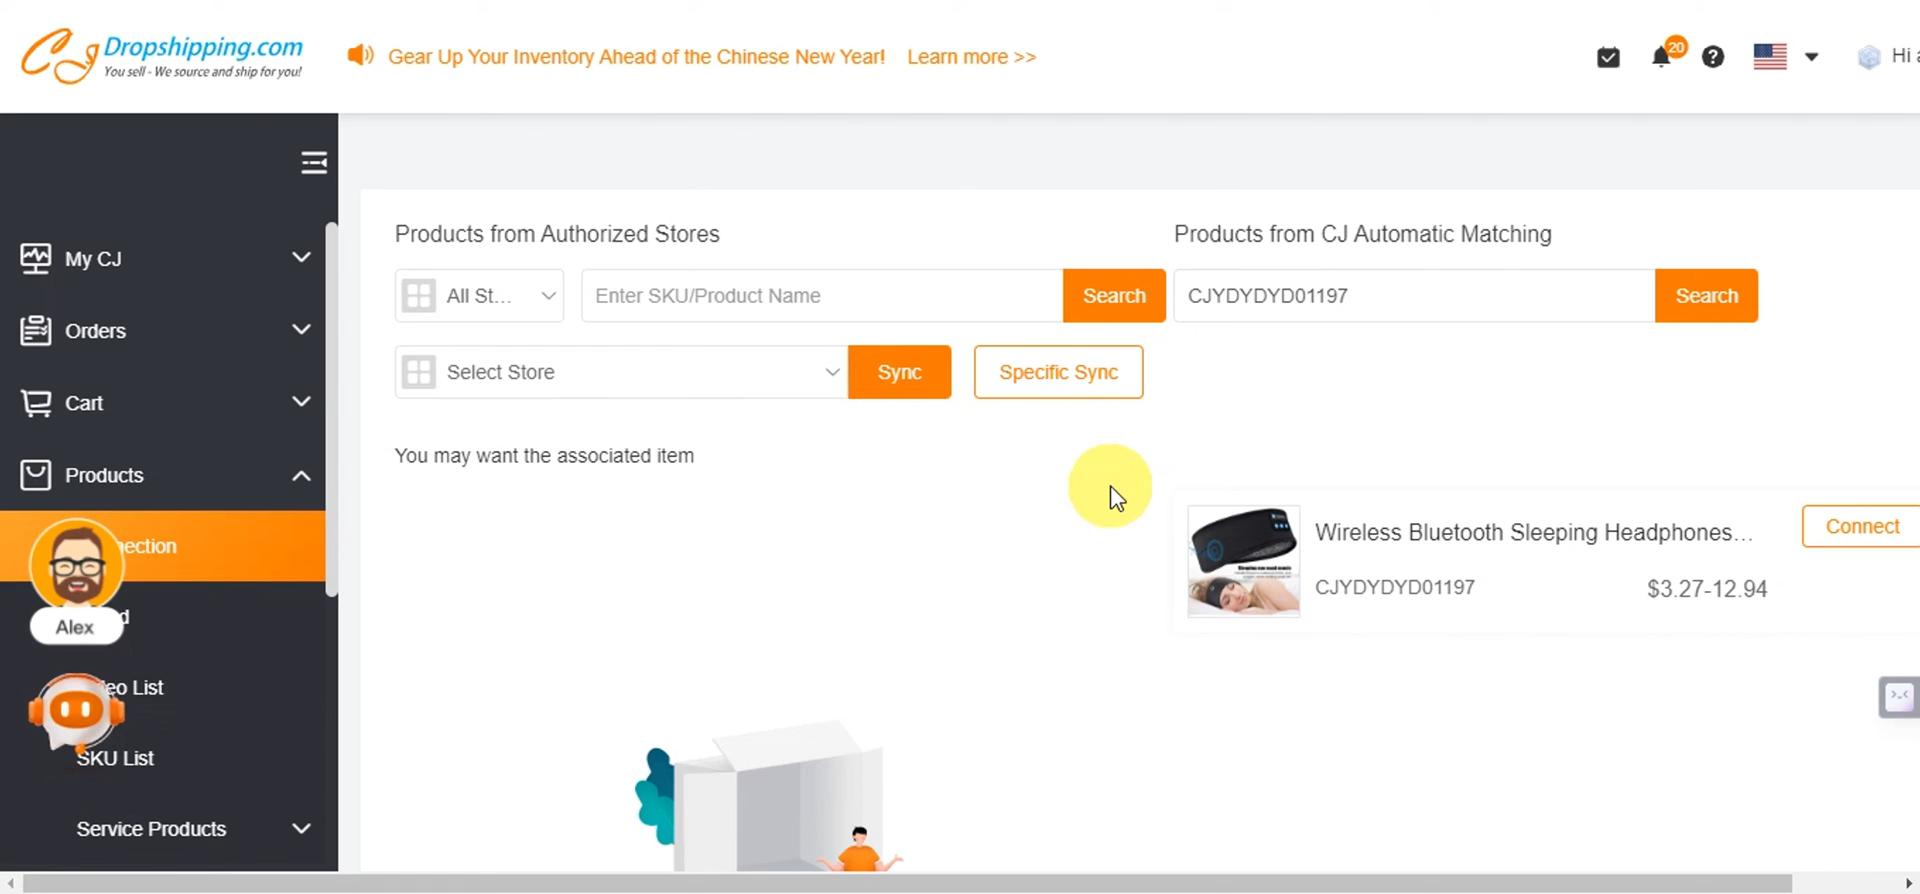 CJ Dropshipping.com
You sell - We source and ship for you!
Gear Up Your Inventory Ahead of the Chinese New Year! Learn more >>
20
Hi a
My CJ
Orders
Cart
Products
nection
Alex
d
eo List
SKU List
Service Products
Products from Authorized Stores
All St...
Enter SKU/Product Name
Search
Select Store
Sync
Specific Sync
You may want the associated item
Products from CJ Automatic Matching
CJYDYDYD01197
Search
Wireless Bluetooth Sleeping Headphones...
CJYDYDYD01197
$3.27-12.94
Connect